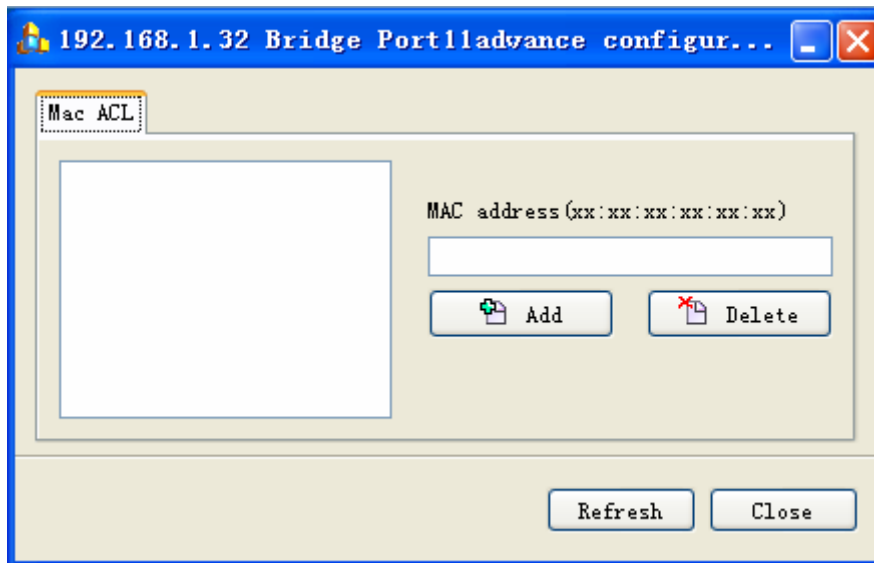 192.168.1.32 Bridge Port11advance configur...
Mac ACL
MAC address(xx:xx:xx:xx:xx:xx)
Add
Delete
Refresh
Close